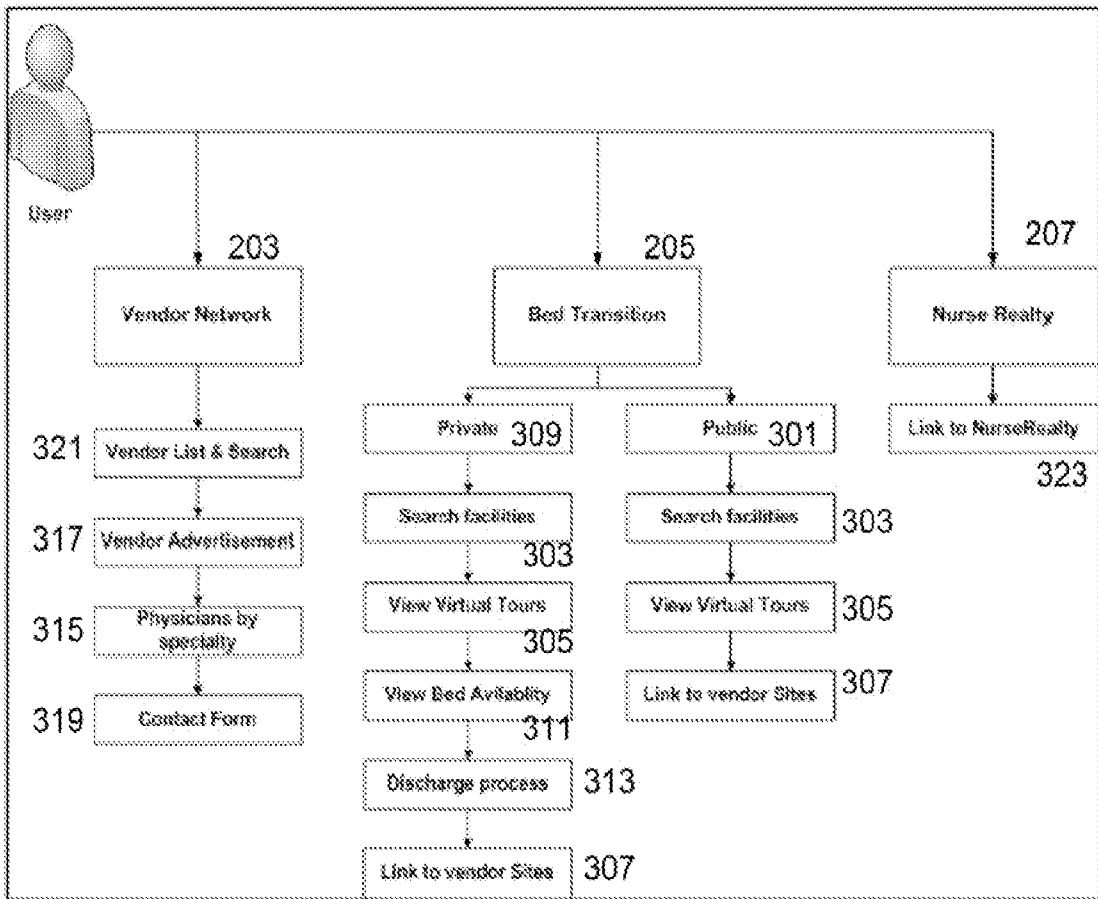 User
203
205
207
Vendor Network
Bed Transition
Nurse Realty
Private 309
Public 301
Link to NurseRealty
323
321
Vendor List & Search
Search facilities
303
Search facilities
303
317
Vendor Advertisement
View Virtual Tours
305
View Virtual Tours
305
315
Physicians by
specialty
View Bed Avilablity
311
Link to vendor Sites
307
319
Contact Form
Discharge process
313
Link to vendor Sites
307